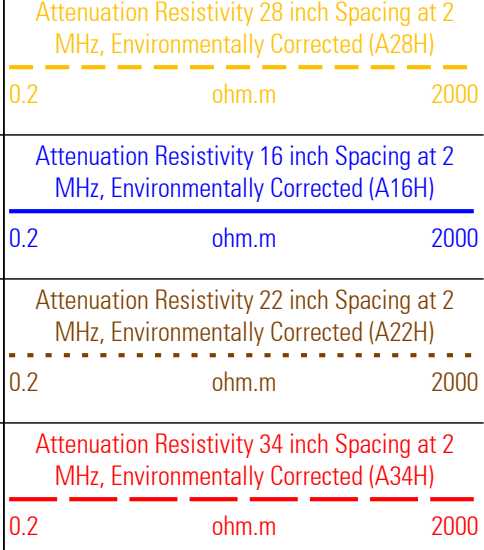 Attenuation Resistivity 28 inch Spacing at 2
MHz, Environmentally Corrected (A28H)
0.2 ohm.m 2000
Attenuation Resistivity 16 inch Spacing at 2
MHz, Environmentally Corrected (A16H)
0.2 ohm.m 2000
Attenuation Resistivity 22 inch Spacing at 2
MHz, Environmentally Corrected (A22H)
0.2 ohm.m 2000
Attenuation Resistivity 34 inch Spacing at 2
MHz, Environmentally Corrected (A34H)
0.2 ohm.m 2000